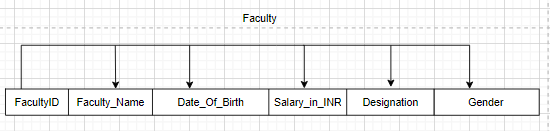 Faculty
FacultyID Faculty_Name Date_Of_Birth Salary_in_INR Designation Gender